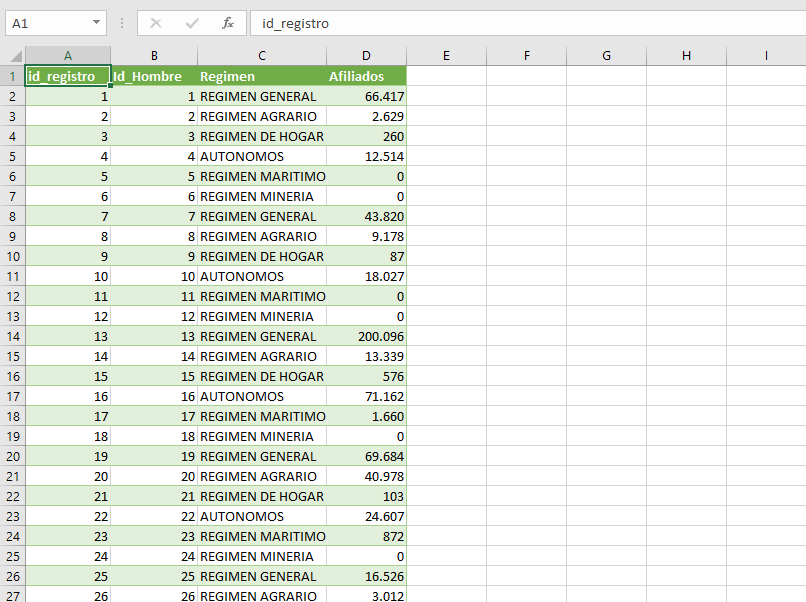 A1 fx id_registro
A B C D E F G H I
1 id_registro Id_Hombre Regimen Afiliados
2 1 1 REGIMEN GENERAL 66.417
3 2 2 REGIMEN AGRARIO 2.629
4 3 3 REGIMEN DE HOGAR 260
5 4 4 AUTONOMOS 12.514
6 5 5 REGIMEN MARITIMO 0
7 6 6 REGIMEN MINERIA 0
8 7 7 REGIMEN GENERAL 43.820
9 8 8 REGIMEN AGRARIO 9.178
10 9 9 REGIMEN DE HOGAR 87
11 10 10 AUTONOMOS 18.027
12 11 11 REGIMEN MARITIMO 0
13 12 12 REGIMEN MINERIA 0
14 13 13 REGIMEN GENERAL 200.096
15 14 14 REGIMEN AGRARIO 13.339
16 15 15 REGIMEN DE HOGAR 576
17 16 16 AUTONOMOS 71.162
18 17 17 REGIMEN MARITIMO 1.660
19 18 18 REGIMEN MINERIA 0
20 19 19 REGIMEN GENERAL 69.684
21 20 20 REGIMEN AGRARIO 40.978
22 21 21 REGIMEN DE HOGAR 103
23 22 22 AUTONOMOS 24.607
24 23 23 REGIMEN MARITIMO 872
25 24 24 REGIMEN MINERIA 0
26 25 25 REGIMEN GENERAL 16.526
27 26 26 REGIMEN AGRARIO 3.012